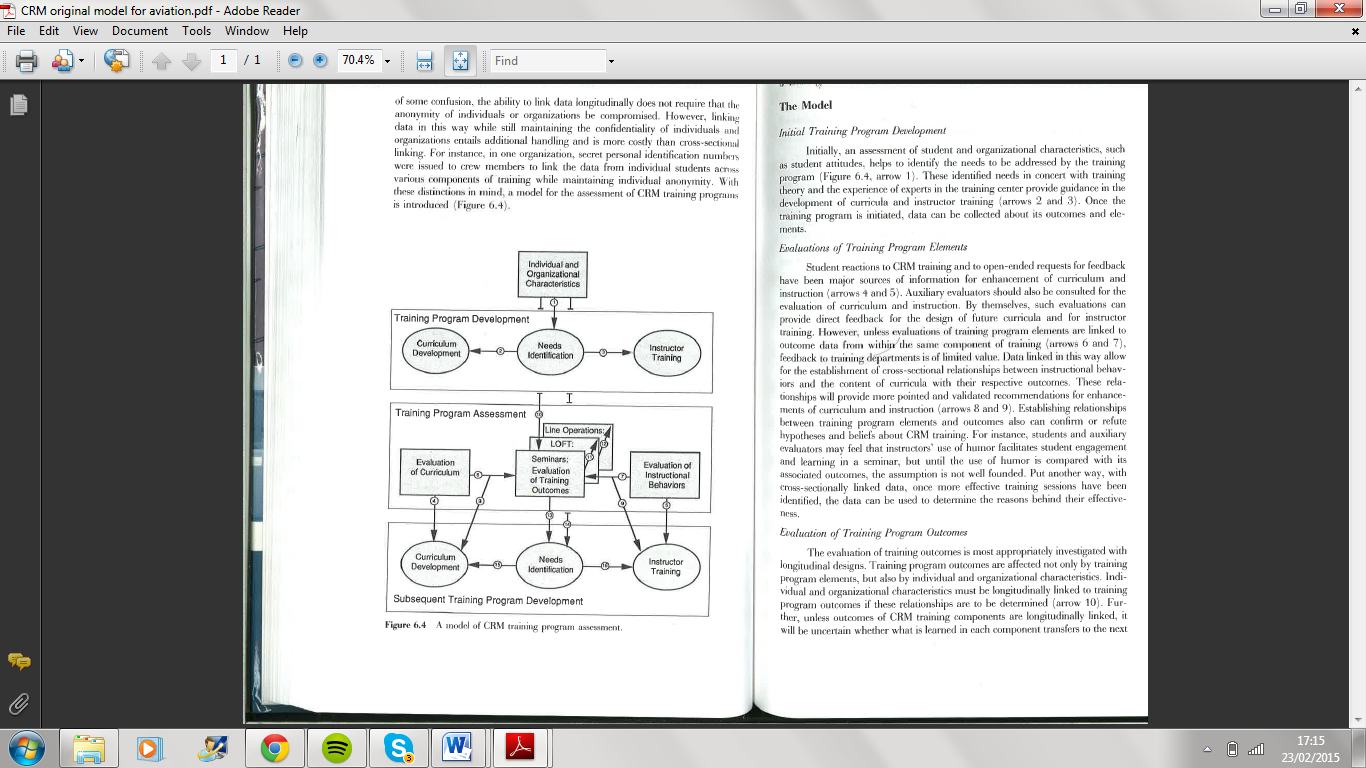 CRM original model for aviation.pdf - Adobe Reader
File Edit View Document Tools Window Help
1 / 1 70.4% Find
of some confusion, the ability to link data longitudinally does not require that the
anonymity of individuals or organizations be compromised. However, linking
data in this way while still maintaining the confidentiality of individuals and
organizations entails additional handling and is more costly than cross-sectional
linking. For instance, in one organization, secret personal identification numbers
were issued to crew members to link the data from individual students across
various components of training while maintaining individual anonymity. With
these distinctions in mind, a model for the assessment of CRM training programs
is introduced (Figure 6.4).
Individual and
Organizational
Characteristics
1
Training Program Development
Curriculum
Development
2
Needs
Identification
3
Instructor
Training
10
Training Program Assessment
Line Operations:
LOFT:
12
11
Evaluation
of Curriculum
6
Seminars:
Evaluation
of Training
Outcomes
7
Evaluation of
Instructional
Behaviors
4
8
9
5
13
14
Curriculum
Development
15
Needs
Identification
16
Instructor
Training
Subsequent Training Program Development
Figure 6.4 A model of CRM training program assessment.
The Model
Initial Training Program Development
Initially, an assessment of student and organizational characteristics, such
as student attitudes, helps to identify the needs to be addressed by the training
program (Figure 6.4, arrow 1). These identified needs in concert with training
theory and the experience of experts in the training center provide guidance in the
development of curricula and instructor training (arrows 2 and 3). Once the
training program is initiated, data can be collected about its outcomes and ele-
ments.
Evaluations of Training Program Elements
Student reactions to CRM training and to open-ended requests for feedback
have been major sources of information for enhancement of curriculum and
instruction (arrows 4 and 5). Auxiliary evaluators should also be consulted for the
evaluation of curriculum and instruction. By themselves, such evaluations can
provide direct feedback for the design of future curricula and for instructor
training. However, unless evaluations of training program elements are linked to
outcome data from within the same component of training (arrows 6 and 7),
feedback to training departments is of limited value. Data linked in this way allow
for the establishment of cross-sectional relationships between instructional behav-
iors and the content of curricula with their respective outcomes. These rela-
tionships will provide more pointed and validated recommendations for enhance-
ments of curriculum and instruction (arrows 8 and 9). Establishing relationships
between training program elements and outcomes also can confirm or refute
hypotheses and beliefs about CRM training. For instance, students and auxiliary
evaluators may feel that instructors' use of humor facilitates student engagement
and learning in a seminar, but until the use of humor is compared with its
associated outcomes, the assumption is not well founded. Put another way, with
cross-sectionally linked data, once more effective training sessions have been
identified, the data can be used to determine the reasons behind their effective-
ness.
Evaluation of Training Program Outcomes
The evaluation of training outcomes is most appropriately investigated with
longitudinal designs. Training program outcomes are affected not only by training
program elements, but also by individual and organizational characteristics. Indi-
vidual and organizational characteristics must be longitudinally linked to training
program outcomes if these relationships are to be determined (arrow 10). Fur-
ther, unless outcomes of CRM training components are longitudinally linked, it
will be uncertain whether what is learned in each component transfers to the next
3
17:15
23/02/2015